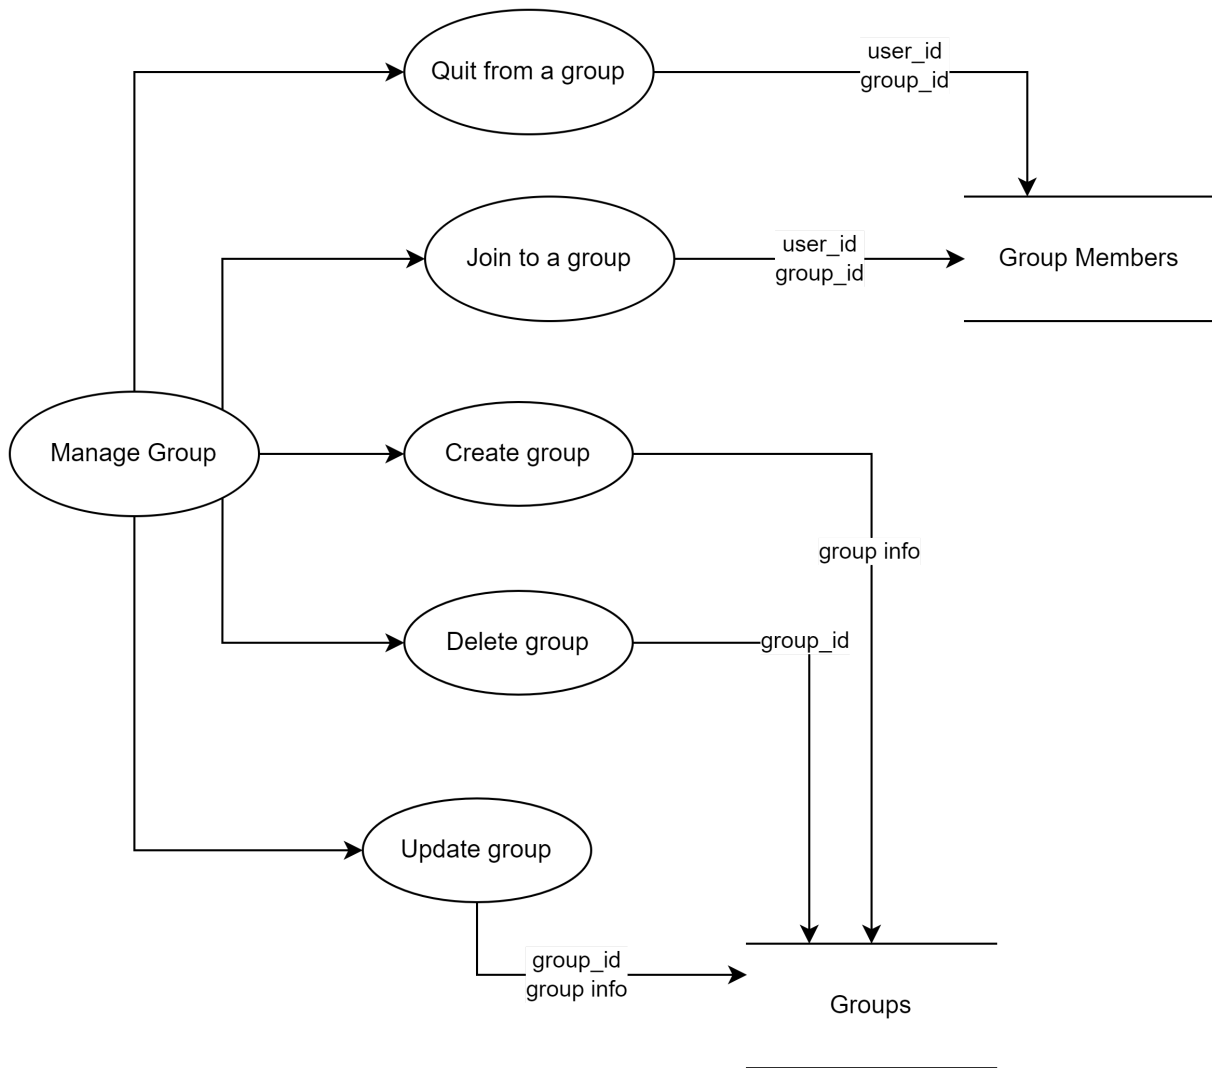 Quit from a group
user_id
group_id
Join to a group
user_id
group_id
Group Members
Manage Group
Create group
group info
Delete group
group_id
Update group
group_id
group info
Groups